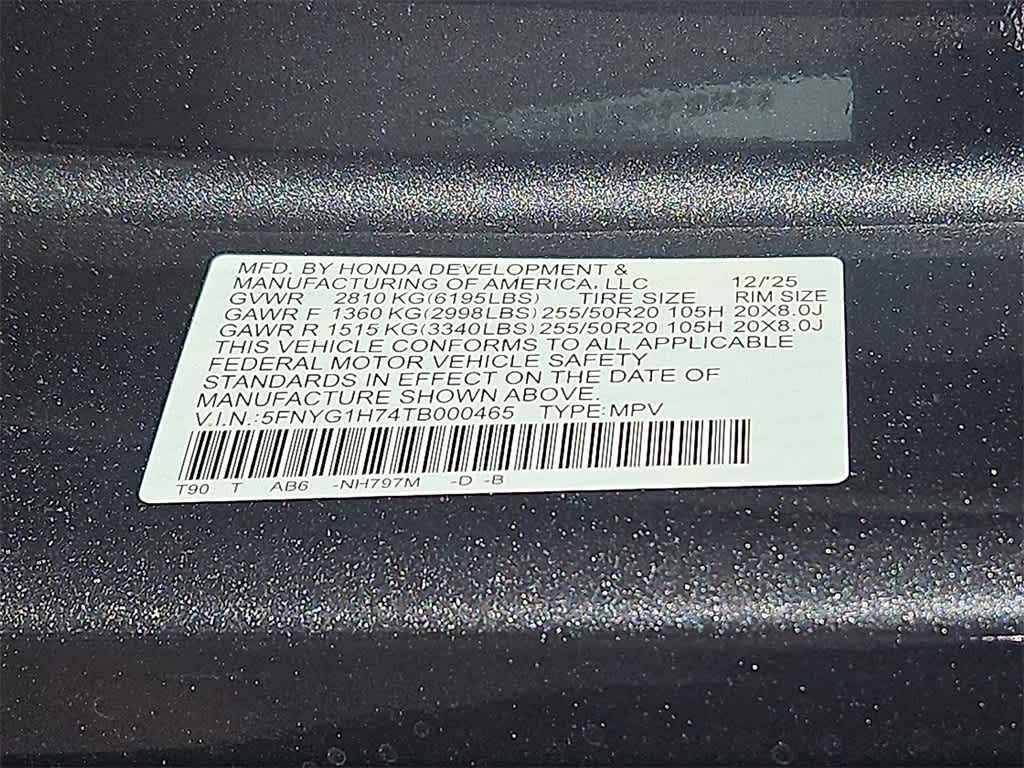 MFD. BY HONDA DEVELOPMENT &
MANUFACTURING OF AMERICA, LLC 12/'25
GVWR 2810 KG(6195LBS) TIRE SIZE RIM SIZE
GAWR F 1360 KG(2998LBS) 255/50R20 105H 20X8.0J
GAWR R 1515 KG(3340LBS) 255/50R20 105H 20X8.0J
THIS VEHICLE CONFORMS TO ALL APPLICABLE
FEDERAL MOTOR VEHICLE SAFETY
STANDARDS IN EFFECT ON THE DATE OF
MANUFACTURE SHOWN ABOVE.
V.I.N.:5FNYG1H74TB000465 TYPE:MPV
T90 T AB6 -NH797M -D -B